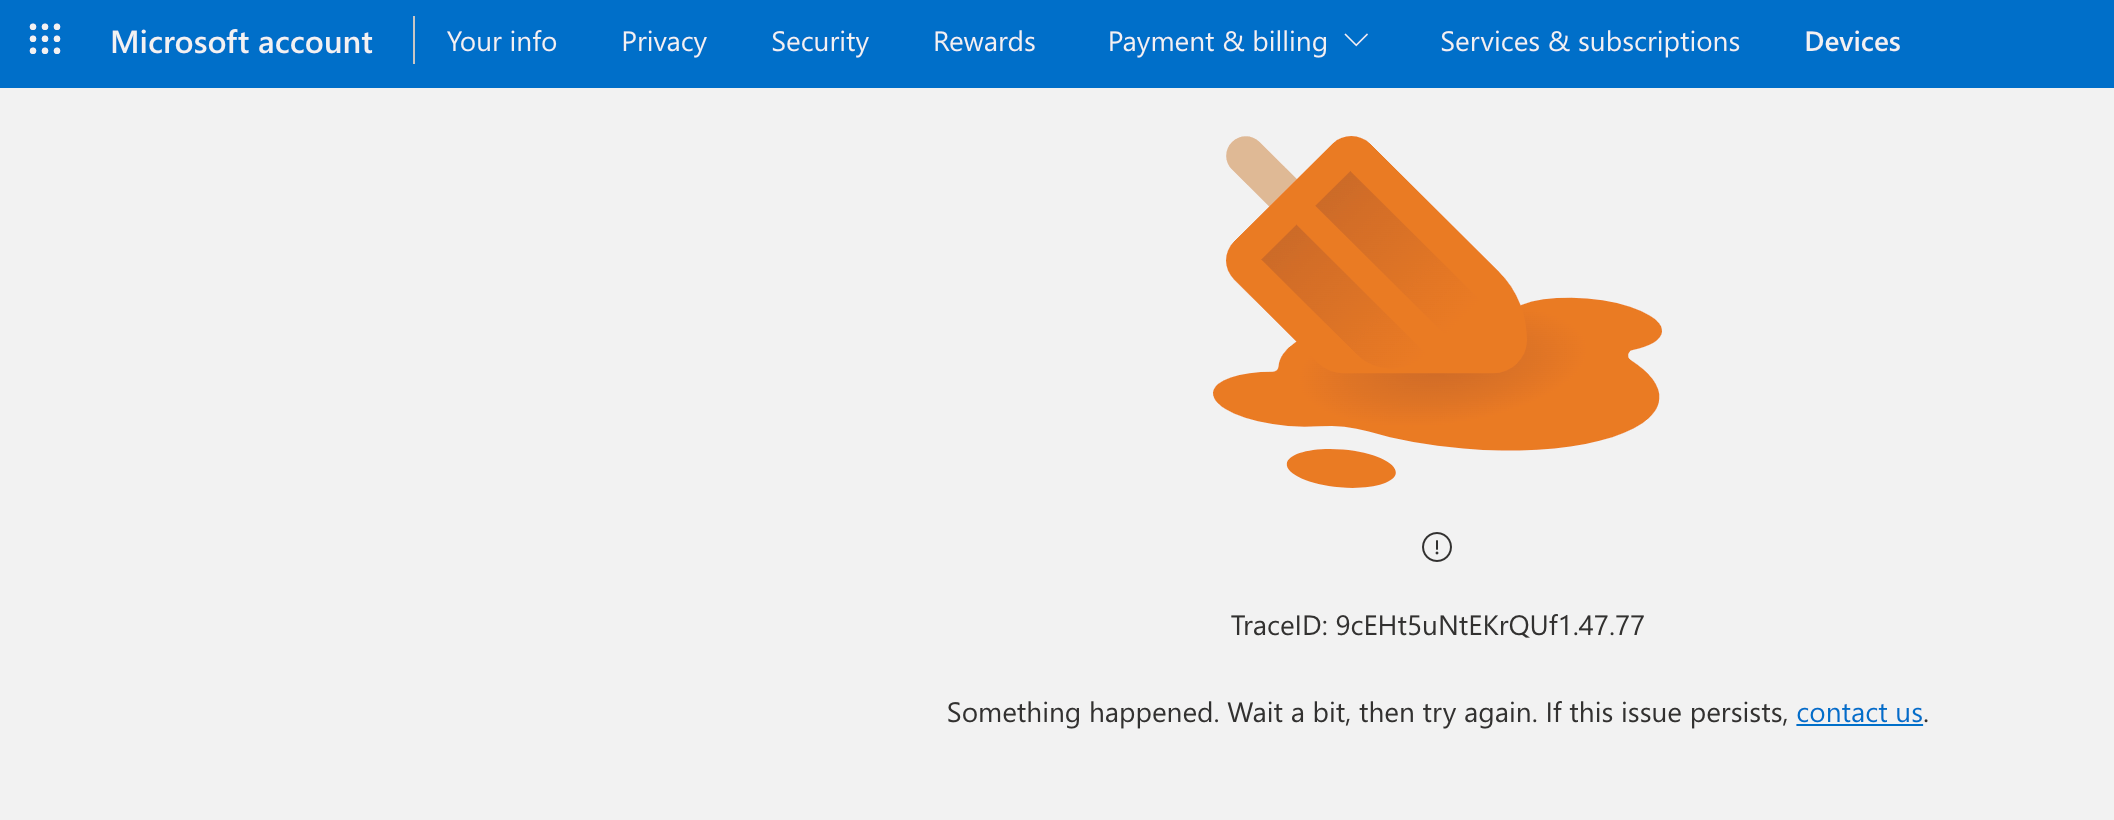 Microsoft account
Your info
Privacy
Security
Rewards
Payment & billing
Services & subscriptions
Devices
TraceID: 9cEHt5uNtEKrQUf1.47.77
Something happened. Wait a bit, then try again. If this issue persists, contact us.